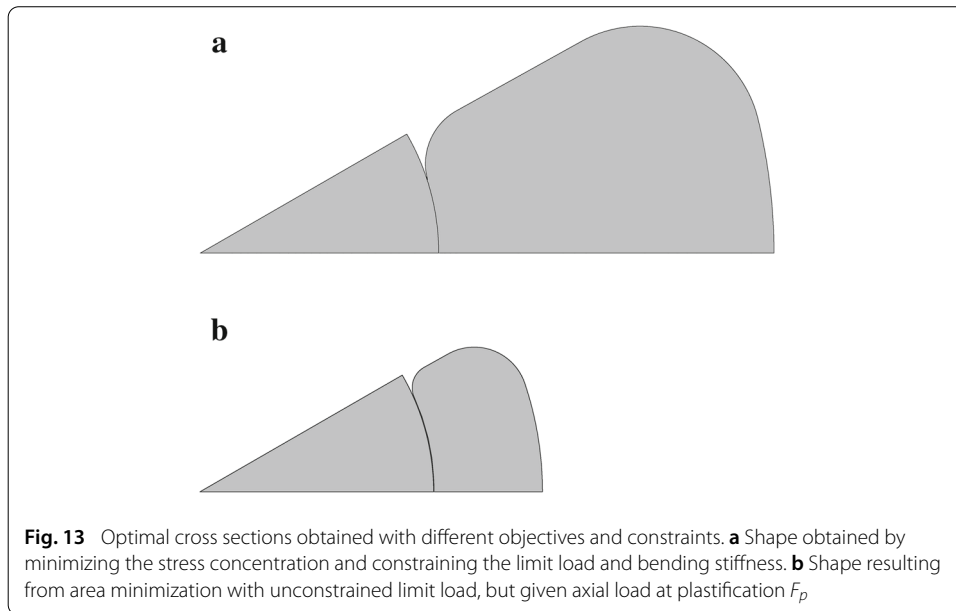 a
b
Fig. 13 Optimal cross sections obtained with different objectives and constraints. a Shape obtained by
minimizing the stress concentration and constraining the limit load and bending stiffness. b Shape resulting
from area minimization with unconstrained limit load, but given axial load at plastification Fp